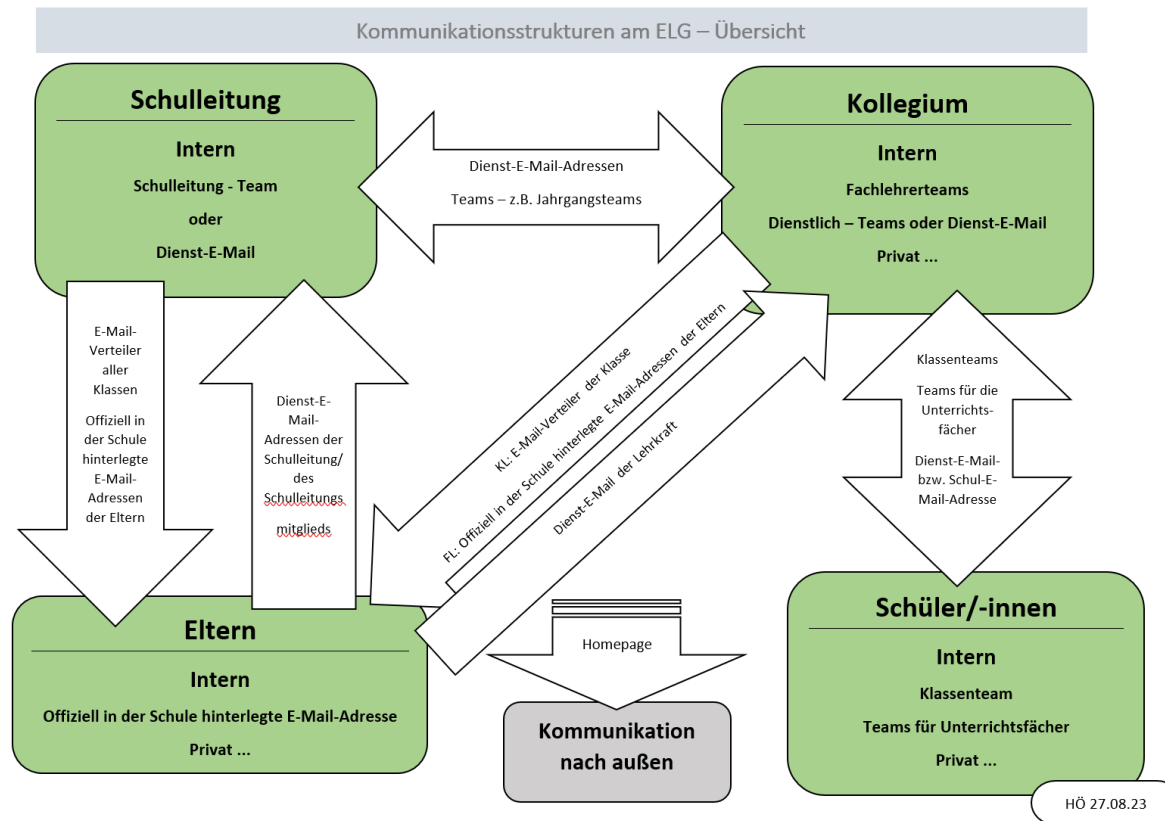 Kommunikationsstrukturen am ELG – Übersicht
Schulleitung
Intern
Schulleitung - Team
oder
Dienst-E-Mail
Dienst-E-Mail-Adressen
Teams – z.B. Jahrgangsteams
Kollegium
Intern
Fachlehrerteams
Dienstlich – Teams oder Dienst-E-Mail
Privat ...
E-Mail-
Verteiler
aller
Klassen
Offiziell in
der Schule
hinterlegte
E-Mail-
Adressen
der Eltern
Dienst-E-
Mail-
Adressen der
Schulleitung/
des
Schulleitungs
mitglieds
KL: E-Mail-Verteiler der Klasse
FL: Offiziell in der Schule hinterlegte E-Mail-Adressen der Eltern
Dienst-E-Mail der Lehrkraft
Klassenteams
Teams für die
Unterrichts-
fächer
Dienst-E-Mail-
bzw. Schul-E-
Mail-Adresse
Eltern
Intern
Offiziell in der Schule hinterlegte E-Mail-Adresse
Privat ...
Homepage
Kommunikation
nach außen
Schüler/-innen
Intern
Klassenteam
Teams für Unterrichtsfächer
Privat ...
HÖ 27.08.23